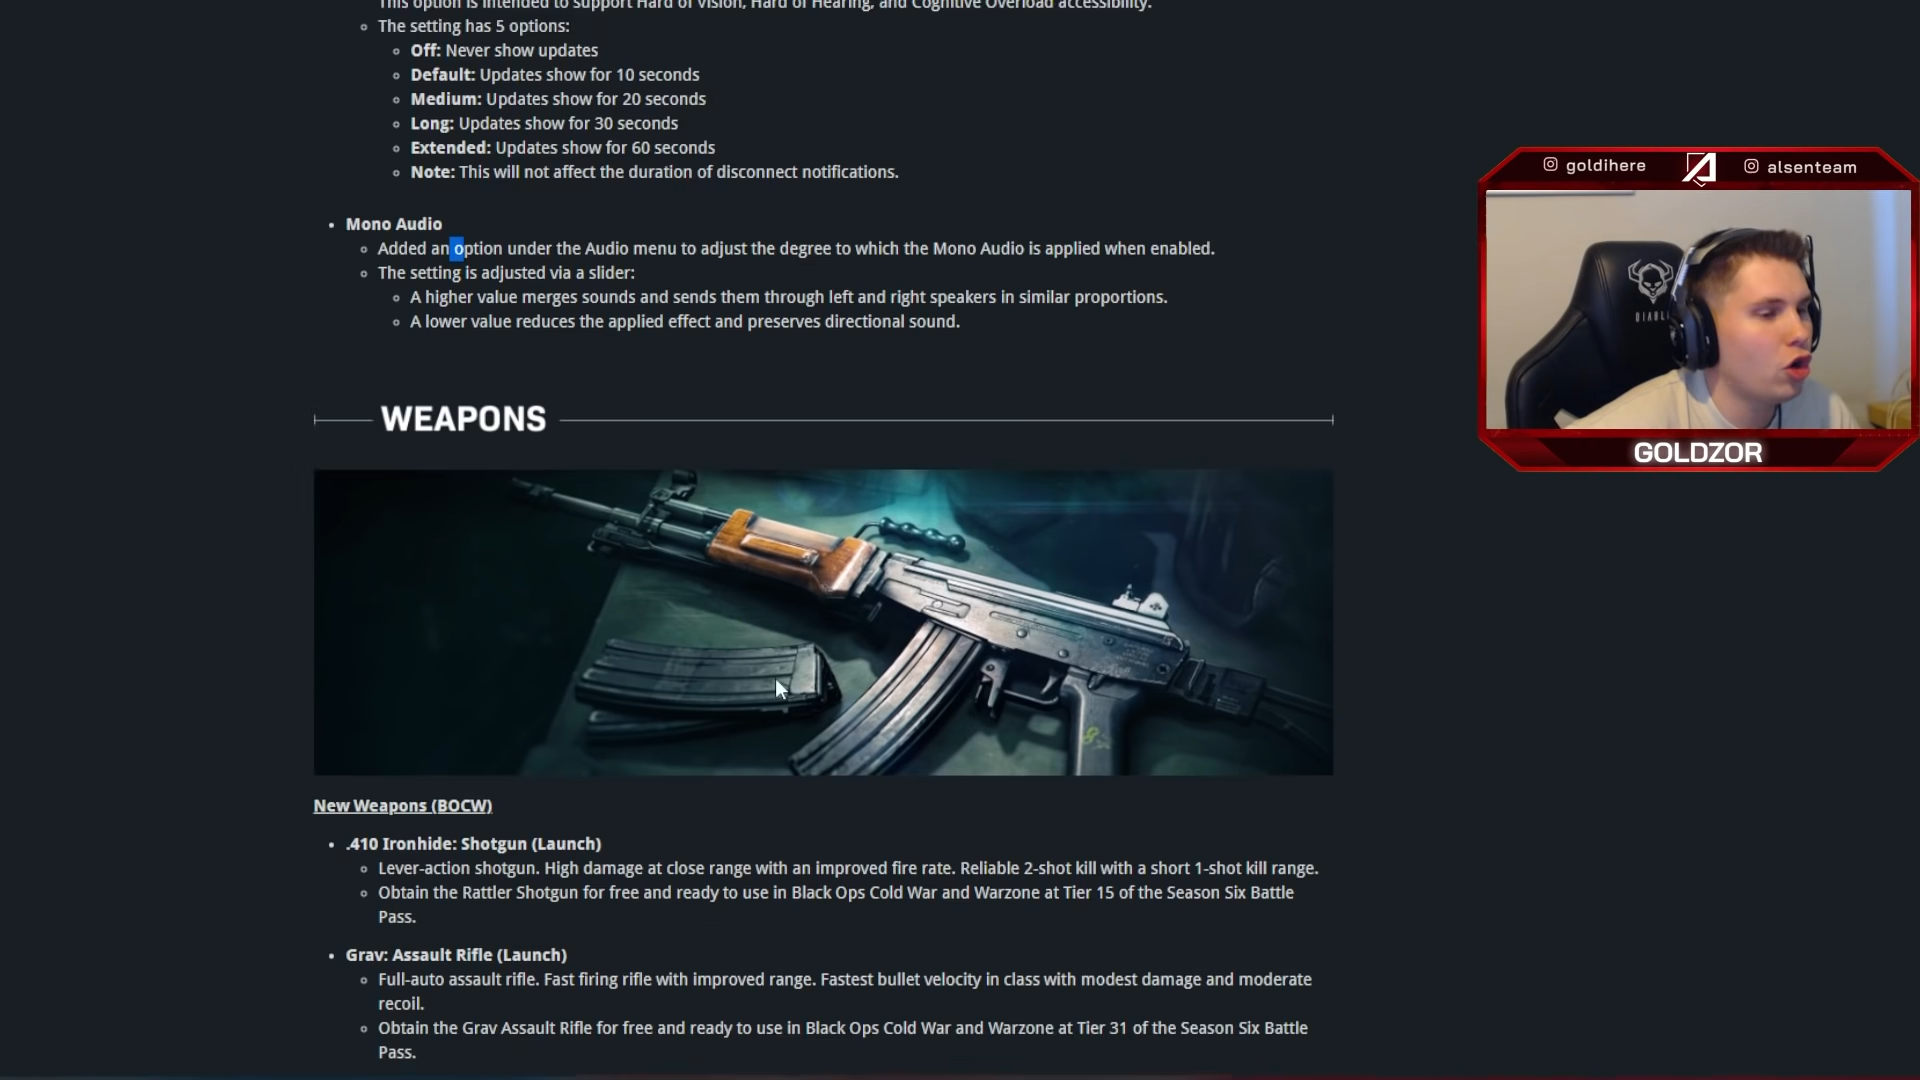 This option is intended to support Hard of Vision, Hard of Hearing, and Cognitive Overload accessibility.
The setting has 5 options:
Off: Never show updates
Default: Updates show for 10 seconds
Medium: Updates show for 20 seconds
Long: Updates show for 30 seconds
Extended: Updates show for 60 seconds
Note: This will not affect the duration of disconnect notifications.
Mono Audio
Added an option under the Audio menu to adjust the degree to which the Mono Audio is applied when enabled.
The setting is adjusted via a slider:
A higher value merges sounds and sends them through left and right speakers in similar proportions.
A lower value reduces the applied effect and preserves directional sound.
goldihere
alsenteam
DIABL
GOLDZOR
WEAPONS
8
New Weapons (BOCW)
.410 Ironhide: Shotgun (Launch)
Lever-action shotgun. High damage at close range with an improved fire rate. Reliable 2-shot kill with a short 1-shot kill range.
Obtain the Rattler Shotgun for free and ready to use in Black Ops Cold War and Warzone at Tier 15 of the Season Six Battle
Pass.
Grav: Assault Rifle (Launch)
Full-auto assault rifle. Fast firing rifle with improved range. Fastest bullet velocity in class with modest damage and moderate
recoil.
Obtain the Grav Assault Rifle for free and ready to use in Black Ops Cold War and Warzone at Tier 31 of the Season Six Battle
Pass.